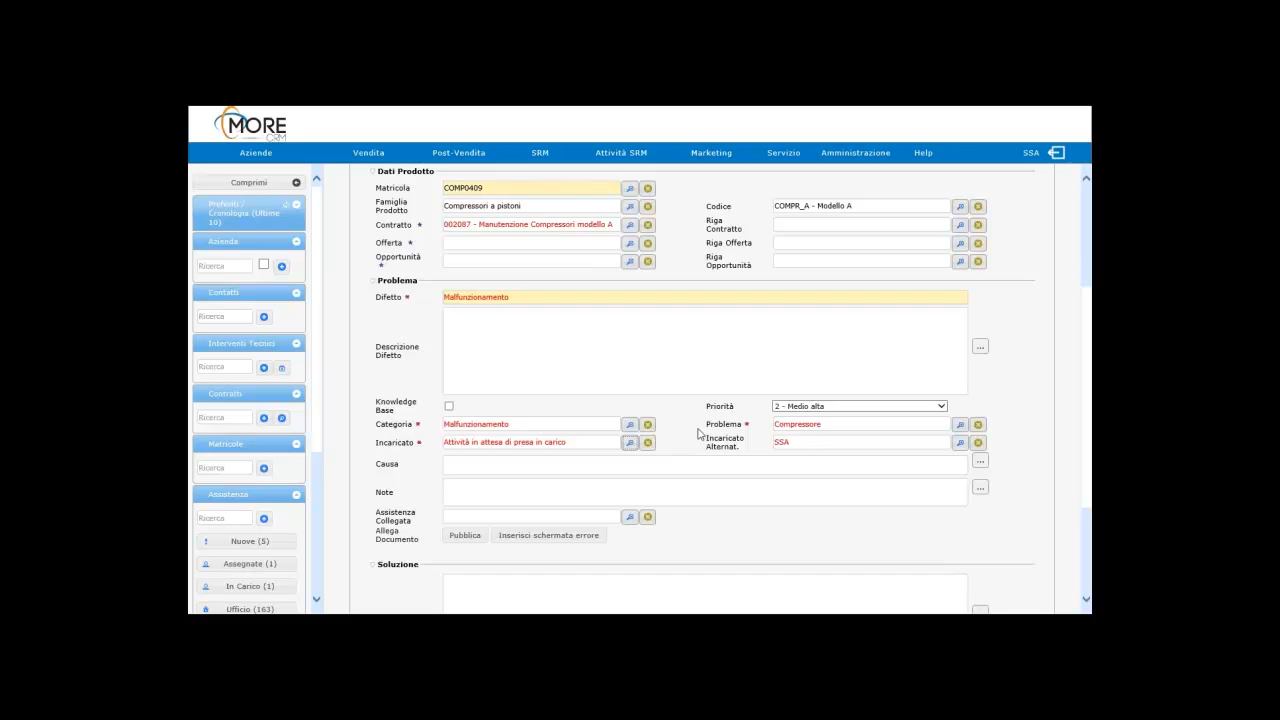 MORE
CRM
Aziende Vendita Post-Vendita SRM Attività SRM Marketing Servizio Amministrazione Help SSA
Comprimi
Preferiti /
Cronologia (Ultime
10)
Azienda
Ricerca
Contatti
Ricerca
Interventi Tecnici
Ricerca
Contratti
Ricerca
Matricole
Ricerca
Assistenza
Ricerca
Nuove (5)
Assegnate (1)
In Carico (1)
Ufficio (163)
Dati Prodotto
Matricola COMP0409
Famiglia
Prodotto
Compressori a pistoni
Codice COMPR_A - Modello A
Contratto * 002087 - Manutenzione Compressori modello A
Riga
Contratto
Offerta *
Riga Offerta
Opportunità
*
Riga
Opportunità
Problema
Difetto * Malfunzionamento
Descrizione
Difetto
...
Knowledge
Base
Priorità 2 - Medio alta
Categoria * Malfunzionamento
Problema * Compressore
Incaricato * Attività in attesa di presa in carico
Incaricato
Alternat.
SSA
Causa
...
Note
...
Assistenza
Collegata
Allega
Documento
Pubblica Inserisci schermata errore
Soluzione